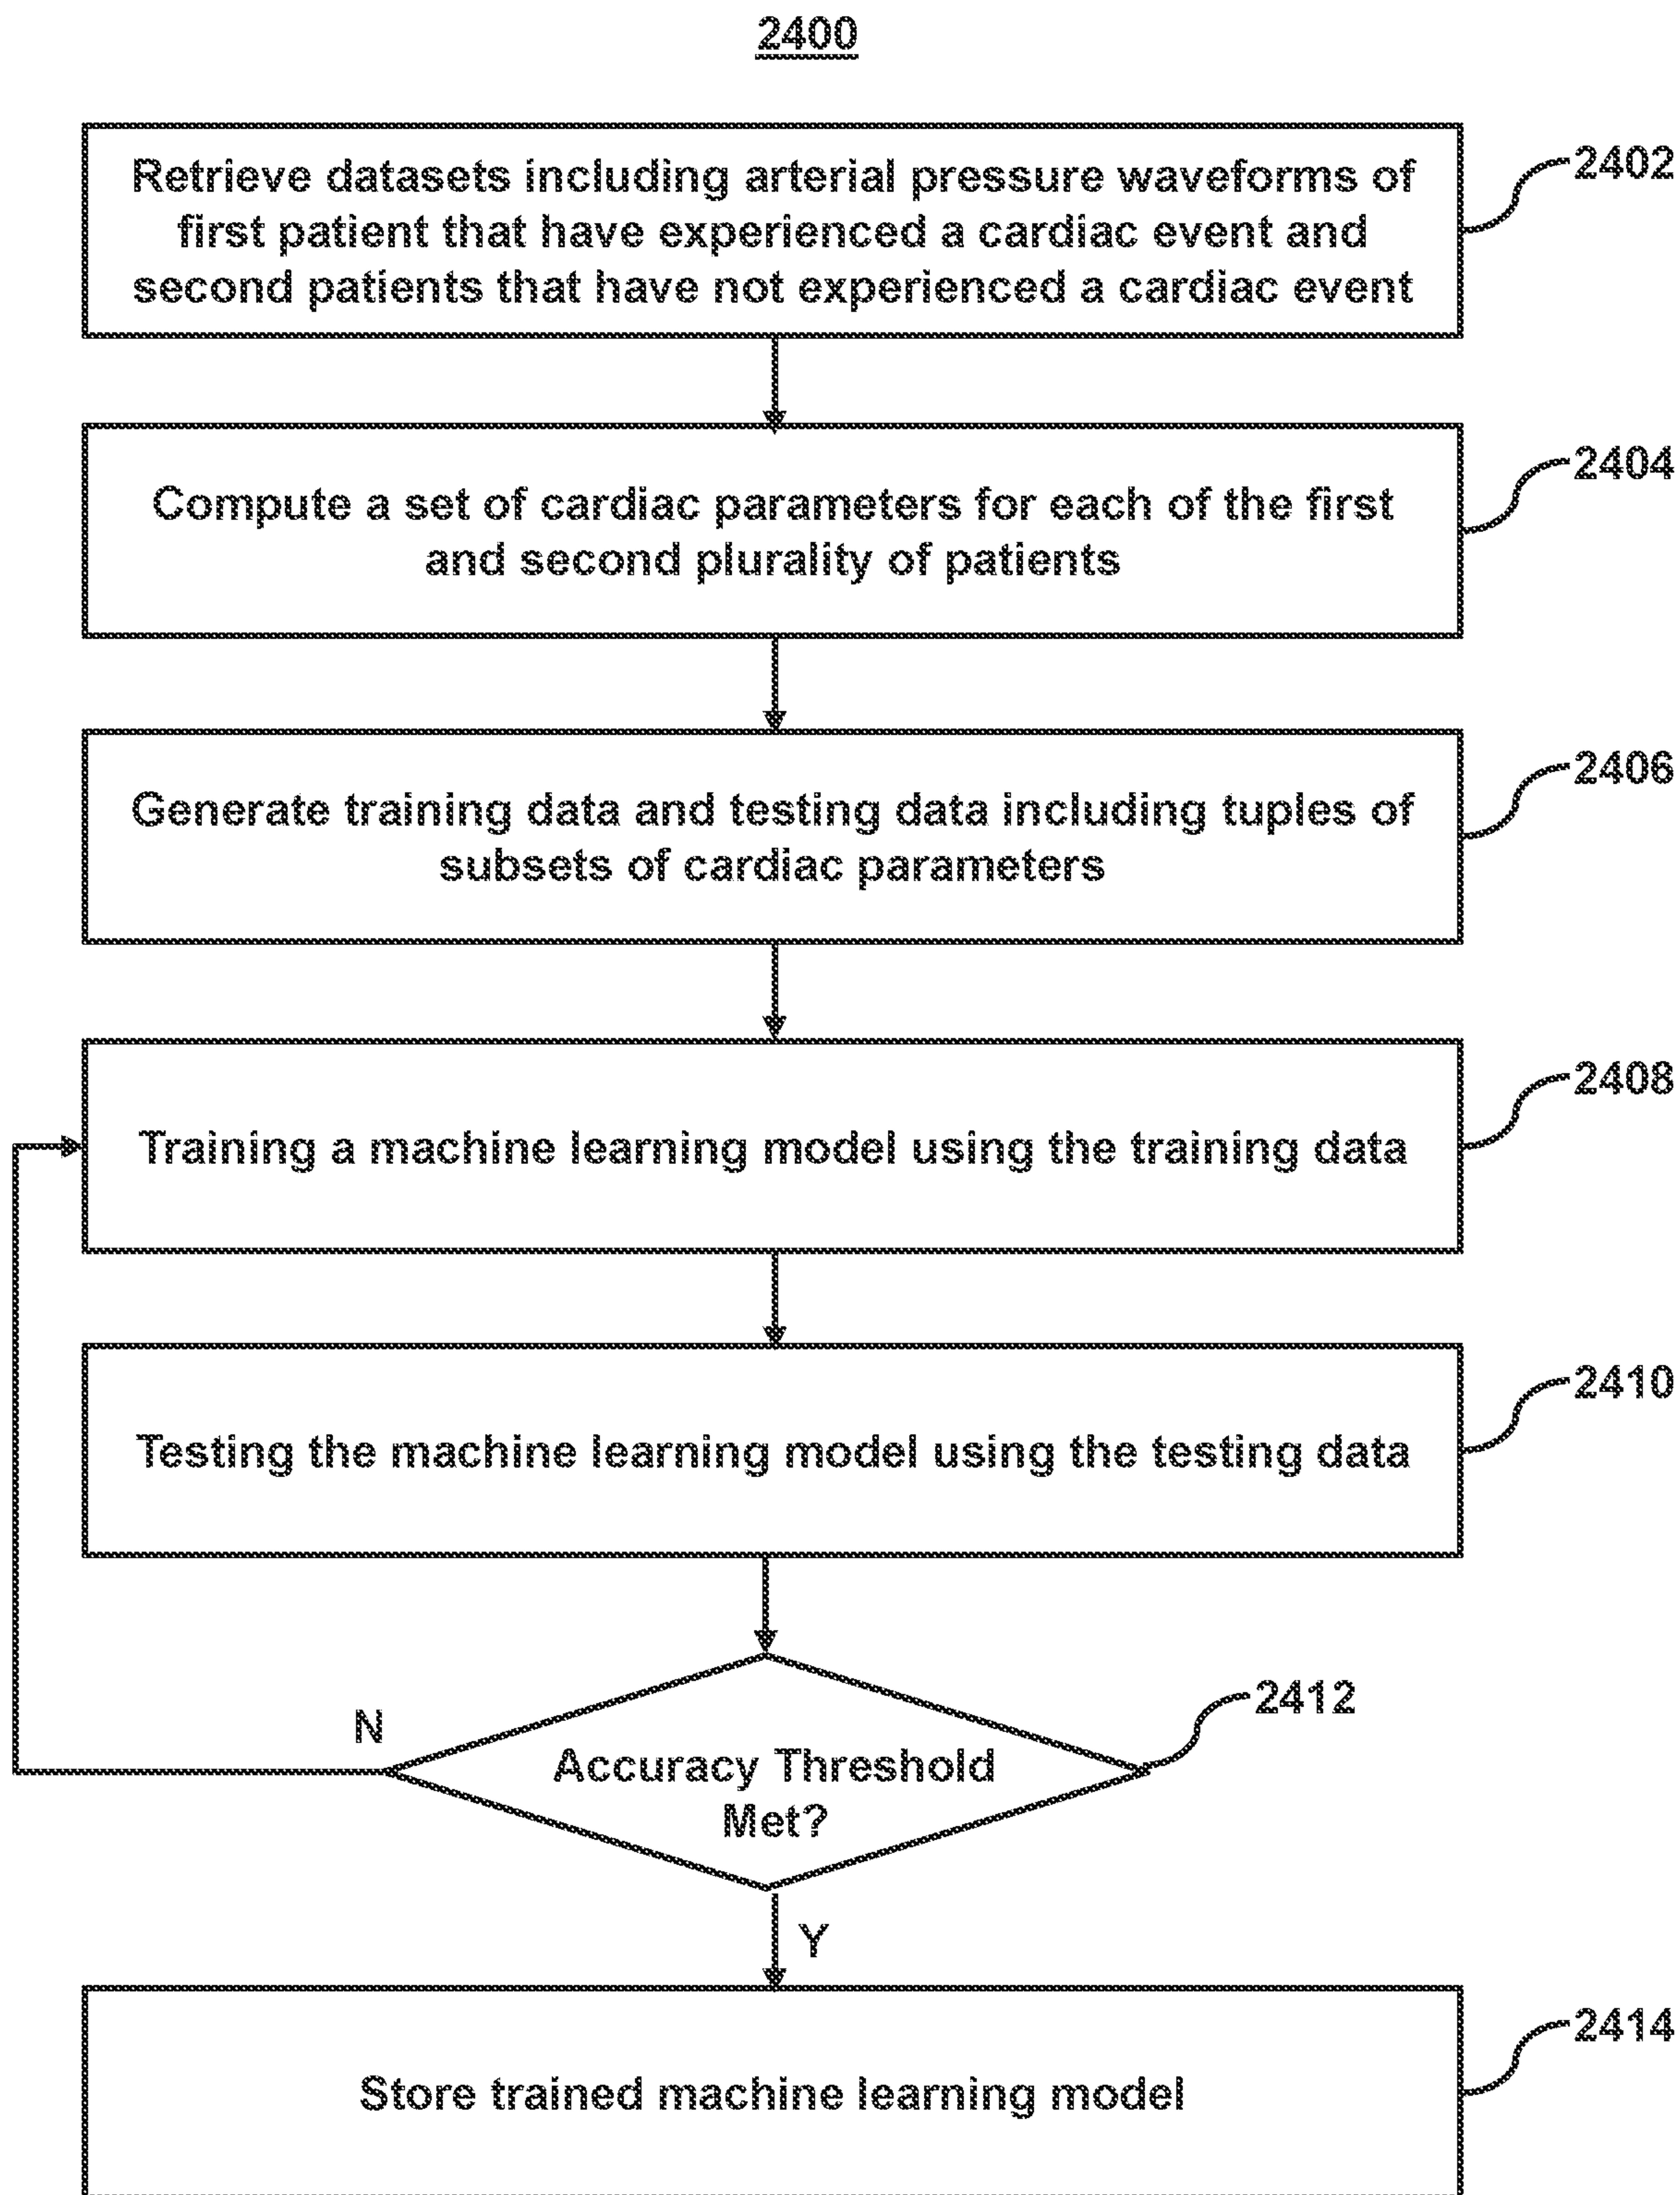 2400
Retrieve datasets including arterial pressure waveforms of
first patient that have experienced a cardiac event and
second patients that have not experienced a cardiac event
2402
Compute a set of cardiac parameters for each of the first
and second plurality of patients
2404
Generate training data and testing data including tuples of
subsets of cardiac parameters
2406
Training a machine learning model using the training data
2408
Testing the machine learning model using the testing data
2410
N
Accuracy Threshold
Met?
2412
Y
Store trained machine learning model
2414